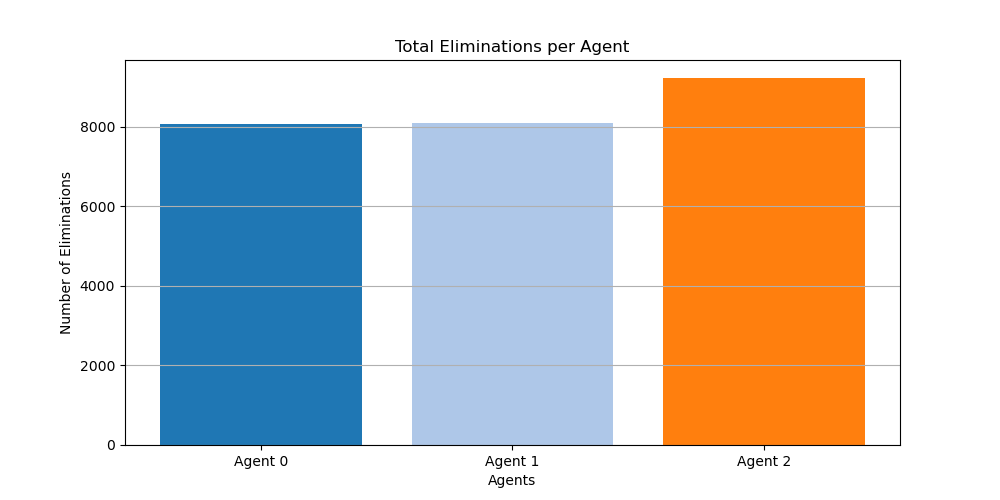 Total Eliminations per Agent
Number of Eliminations
8000
6000
4000
2000
0
Agent 0
Agent 1
Agent 2
Agents